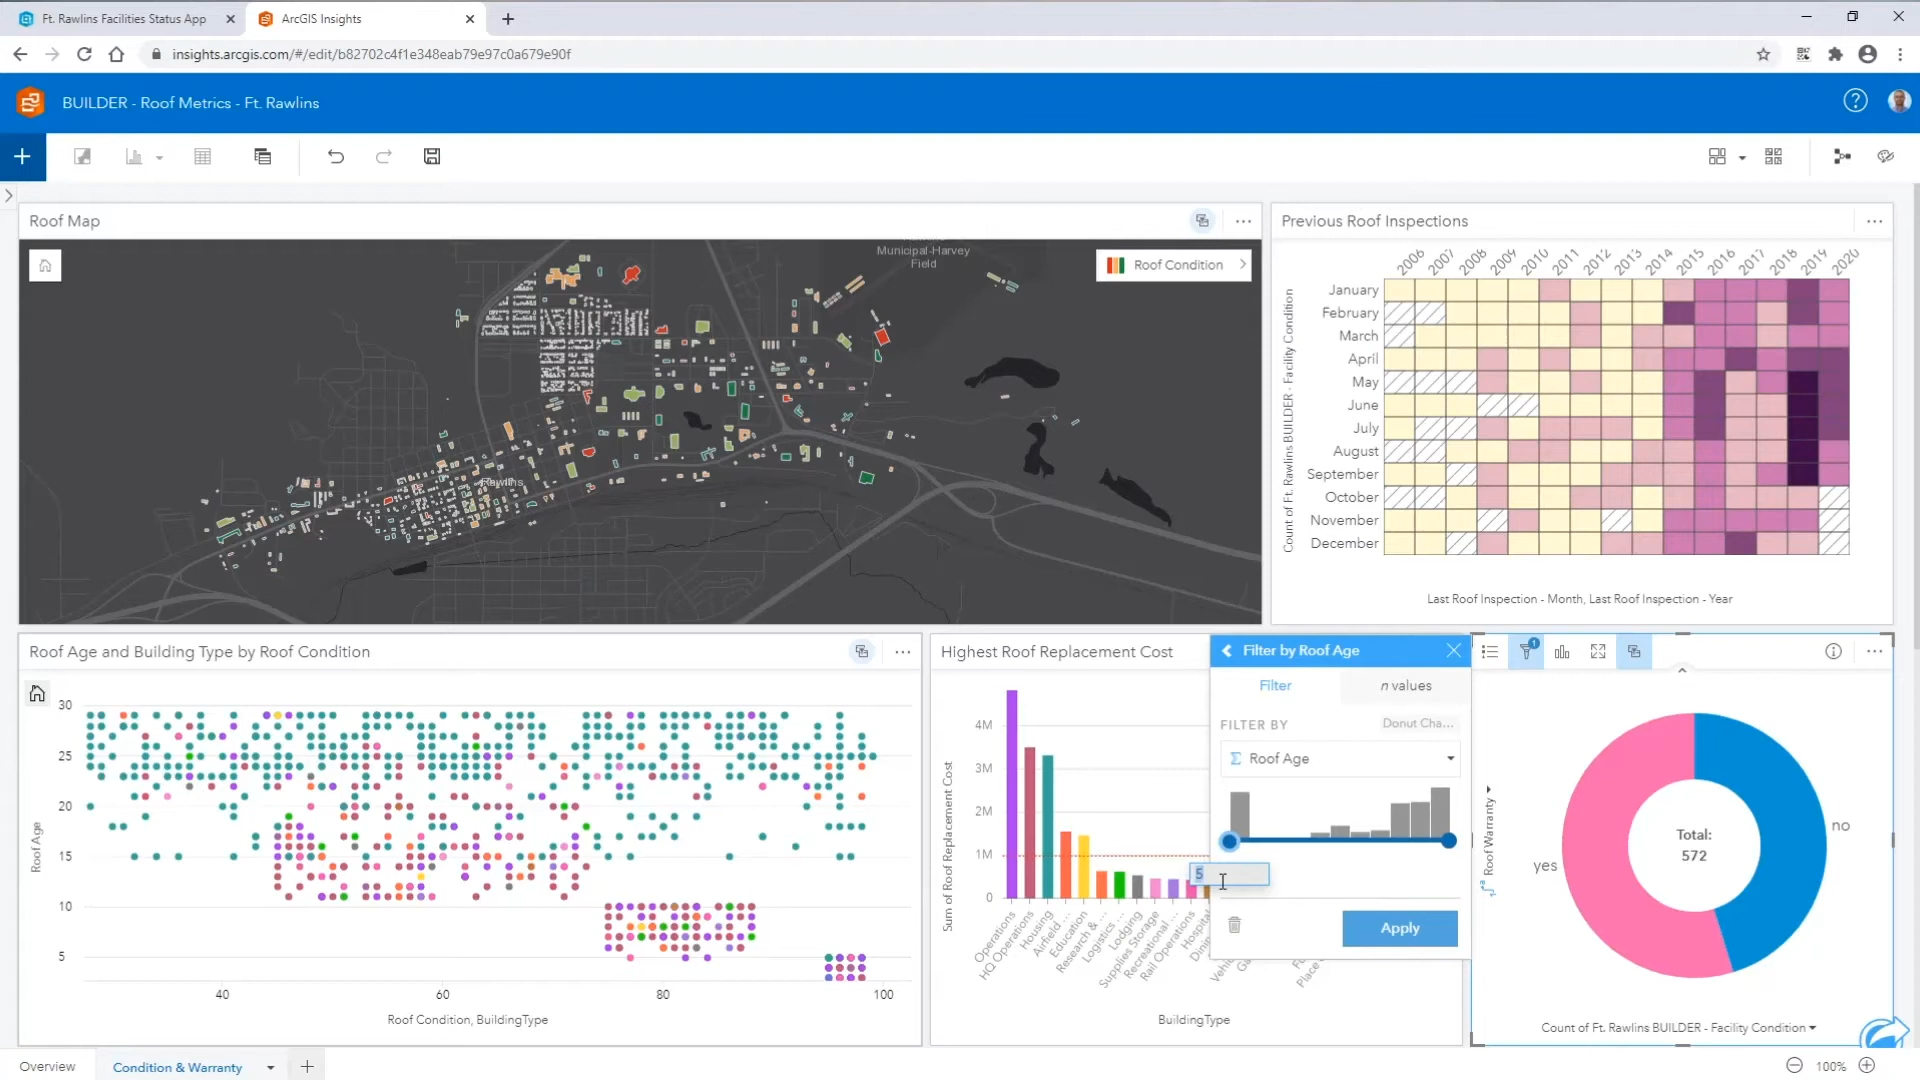 Ft. Rawlins Facilities Status App
ArcGIS Insights
insights.arcgis.com/#/edit/b82702c4f1e348eab79e97c0a679e90f
BUILDER - Roof Metrics - Ft. Rawlins
Roof Map
Municipal-Harvey
Field
Roof Condition
Rawlins
Previous Roof Inspections
2006 2007 2008 2009 2010 2011 2012 2013 2014 2015 2016 2017 2018 2019 2020
January
February
March
April
May
June
July
August
September
October
November
December
Count of Ft. Rawlins BUILDER - Facility Condition
Last Roof Inspection - Month, Last Roof Inspection - Year
Roof Age and Building Type by Roof Condition
30
25
20
15
10
5
Roof Age
40 60 80 100
Roof Condition, BuildingType
Highest Roof Replacement Cost
4M
3M
2M
1M
0
Sum of Roof Replacement Cost
Operations
HQ Operations
Housing
Airfield ...
Education
Research & ...
Logistics ...
Lodging
Supplies Storage
Recreational ...
Rail Operations
BuildingType
Filter by Roof Age
Filter
n values
FILTER BY
Donut Cha...
Σ Roof Age
5
Apply
1
Roof Warranty
yes
no
Total:
572
Count of Ft. Rawlins BUILDER - Facility Condition
Overview
Condition & Warranty
100%